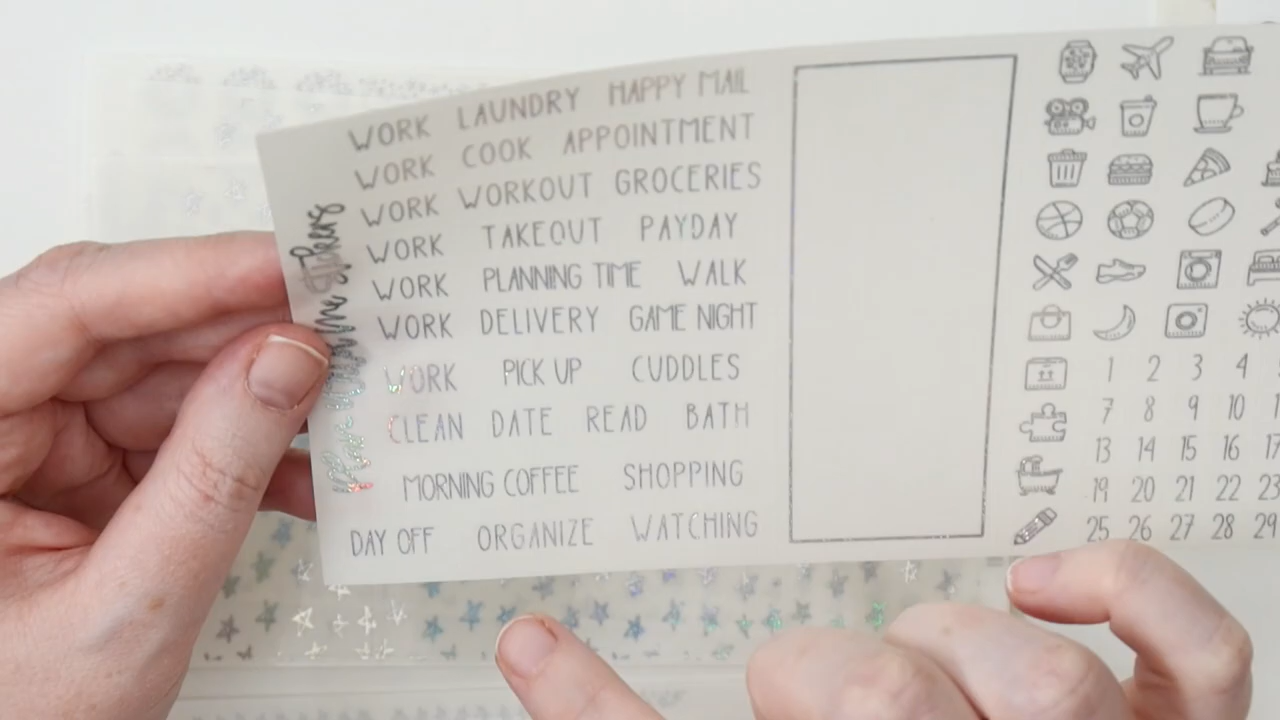 WORK LAUNDRY HAPPY MAIL
WORK COOK APPOINTMENT
WORK WORKOUT GROCERIES
WORK TAKEOUT PAYDAY
WORK PLANNING TIME WALK
WORK DELIVERY GAME NIGHT
WORK PICK UP CUDDLES
CLEAN DATE READ BATH
MORNING COFFEE SHOPPING
DAY OFF ORGANIZE WATCHING
1 2 3 4
7 8 9 10
13 14 15 16 17
19 20 21 22 23
25 26 27 28 29